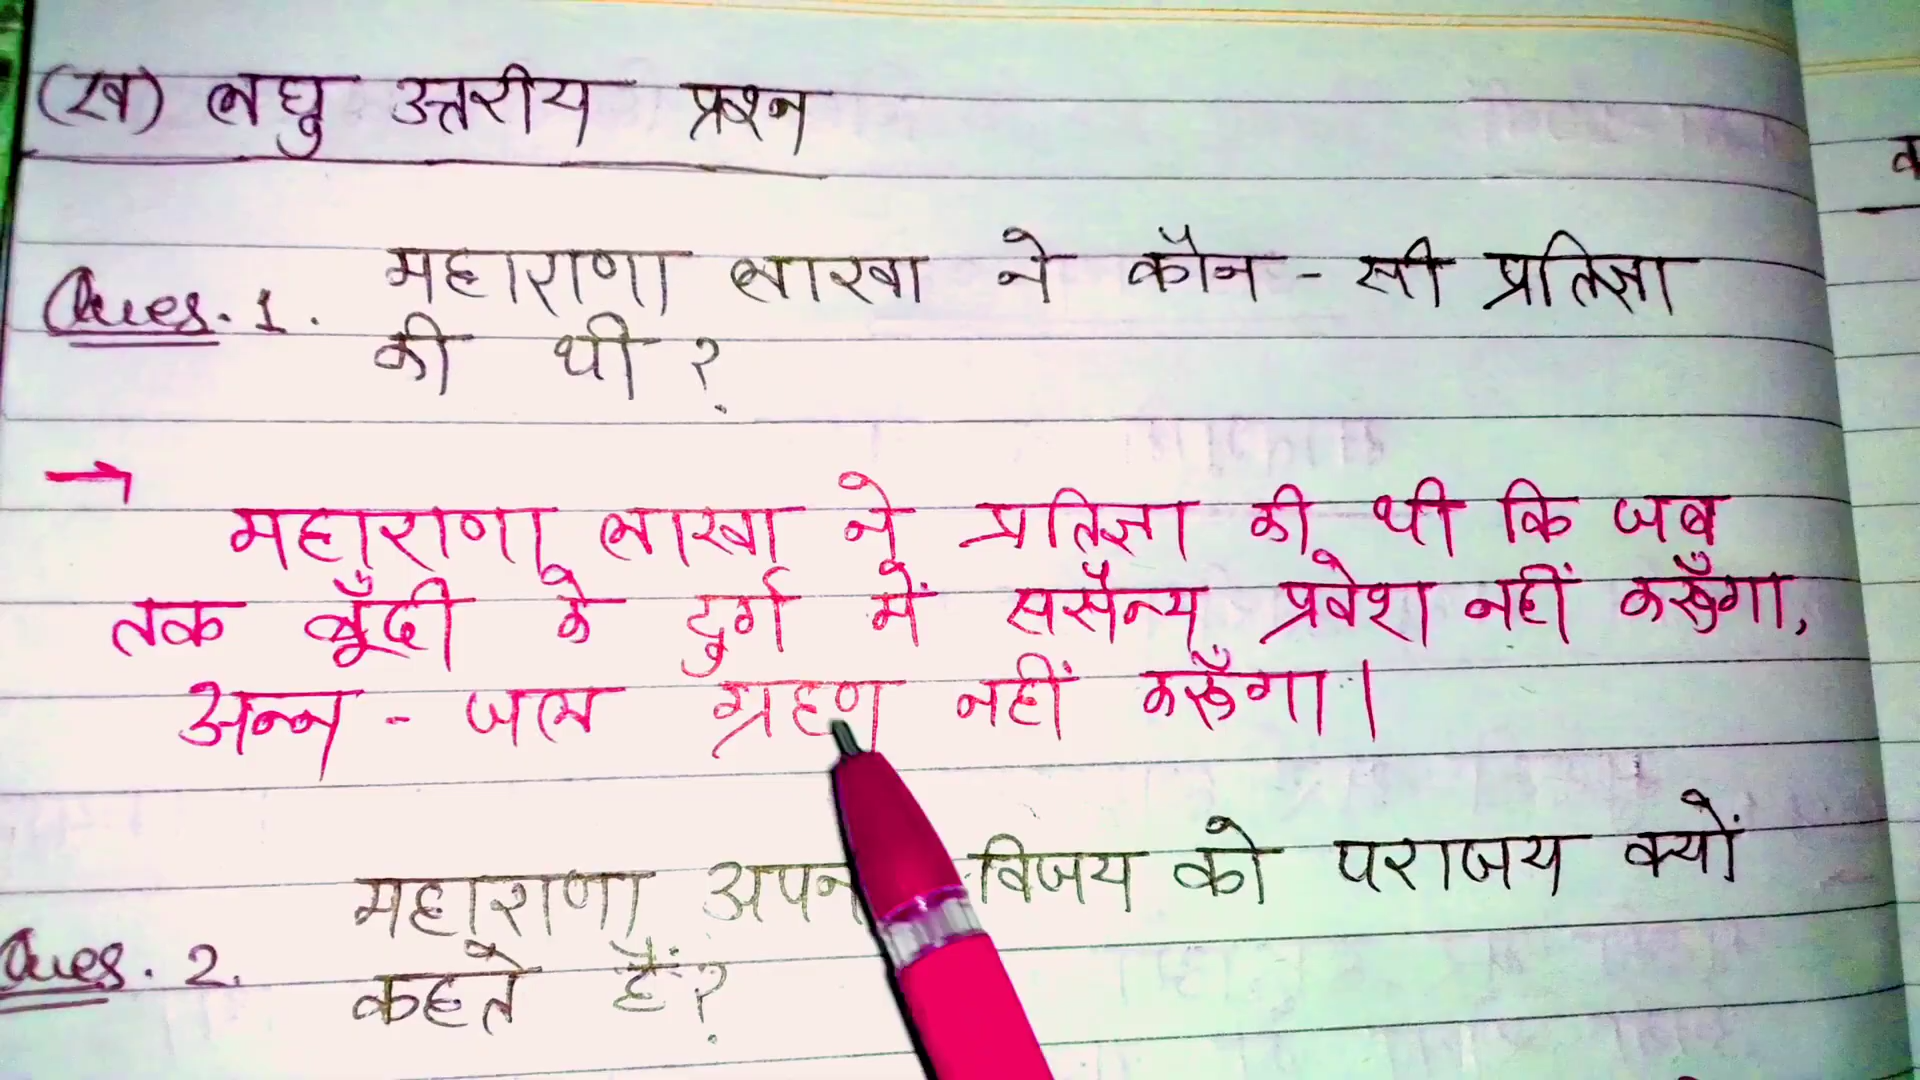 (ख) लघु उत्तरीय प्रश्न
Ques. 1. महाराणा लाखा ने कौन - सी प्रतिज्ञा
की थी ?
→
महाराणा लाखा ने प्रतिज्ञा की थी कि जब
तक बूँदी के दुर्ग में ससैन्य प्रवेश नहीं करूँगा,
अन्न - जल ग्रहण नहीं करूँगा।
महाराणा विजय को पराजय क्यों
Ques. 2. कहते हैं?